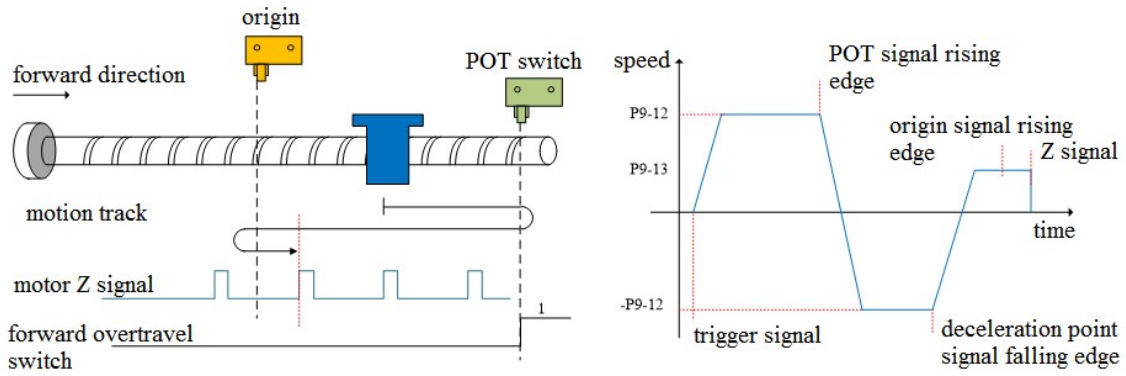 origin
forward direction
POT switch
motion track
motor Z signal
1
forward overtravel
switch
speed
POT signal rising
edge
P9-12
origin signal rising
edge
Z signal
P9-13
time
-P9-12
trigger signal
deceleration point
signal falling edge